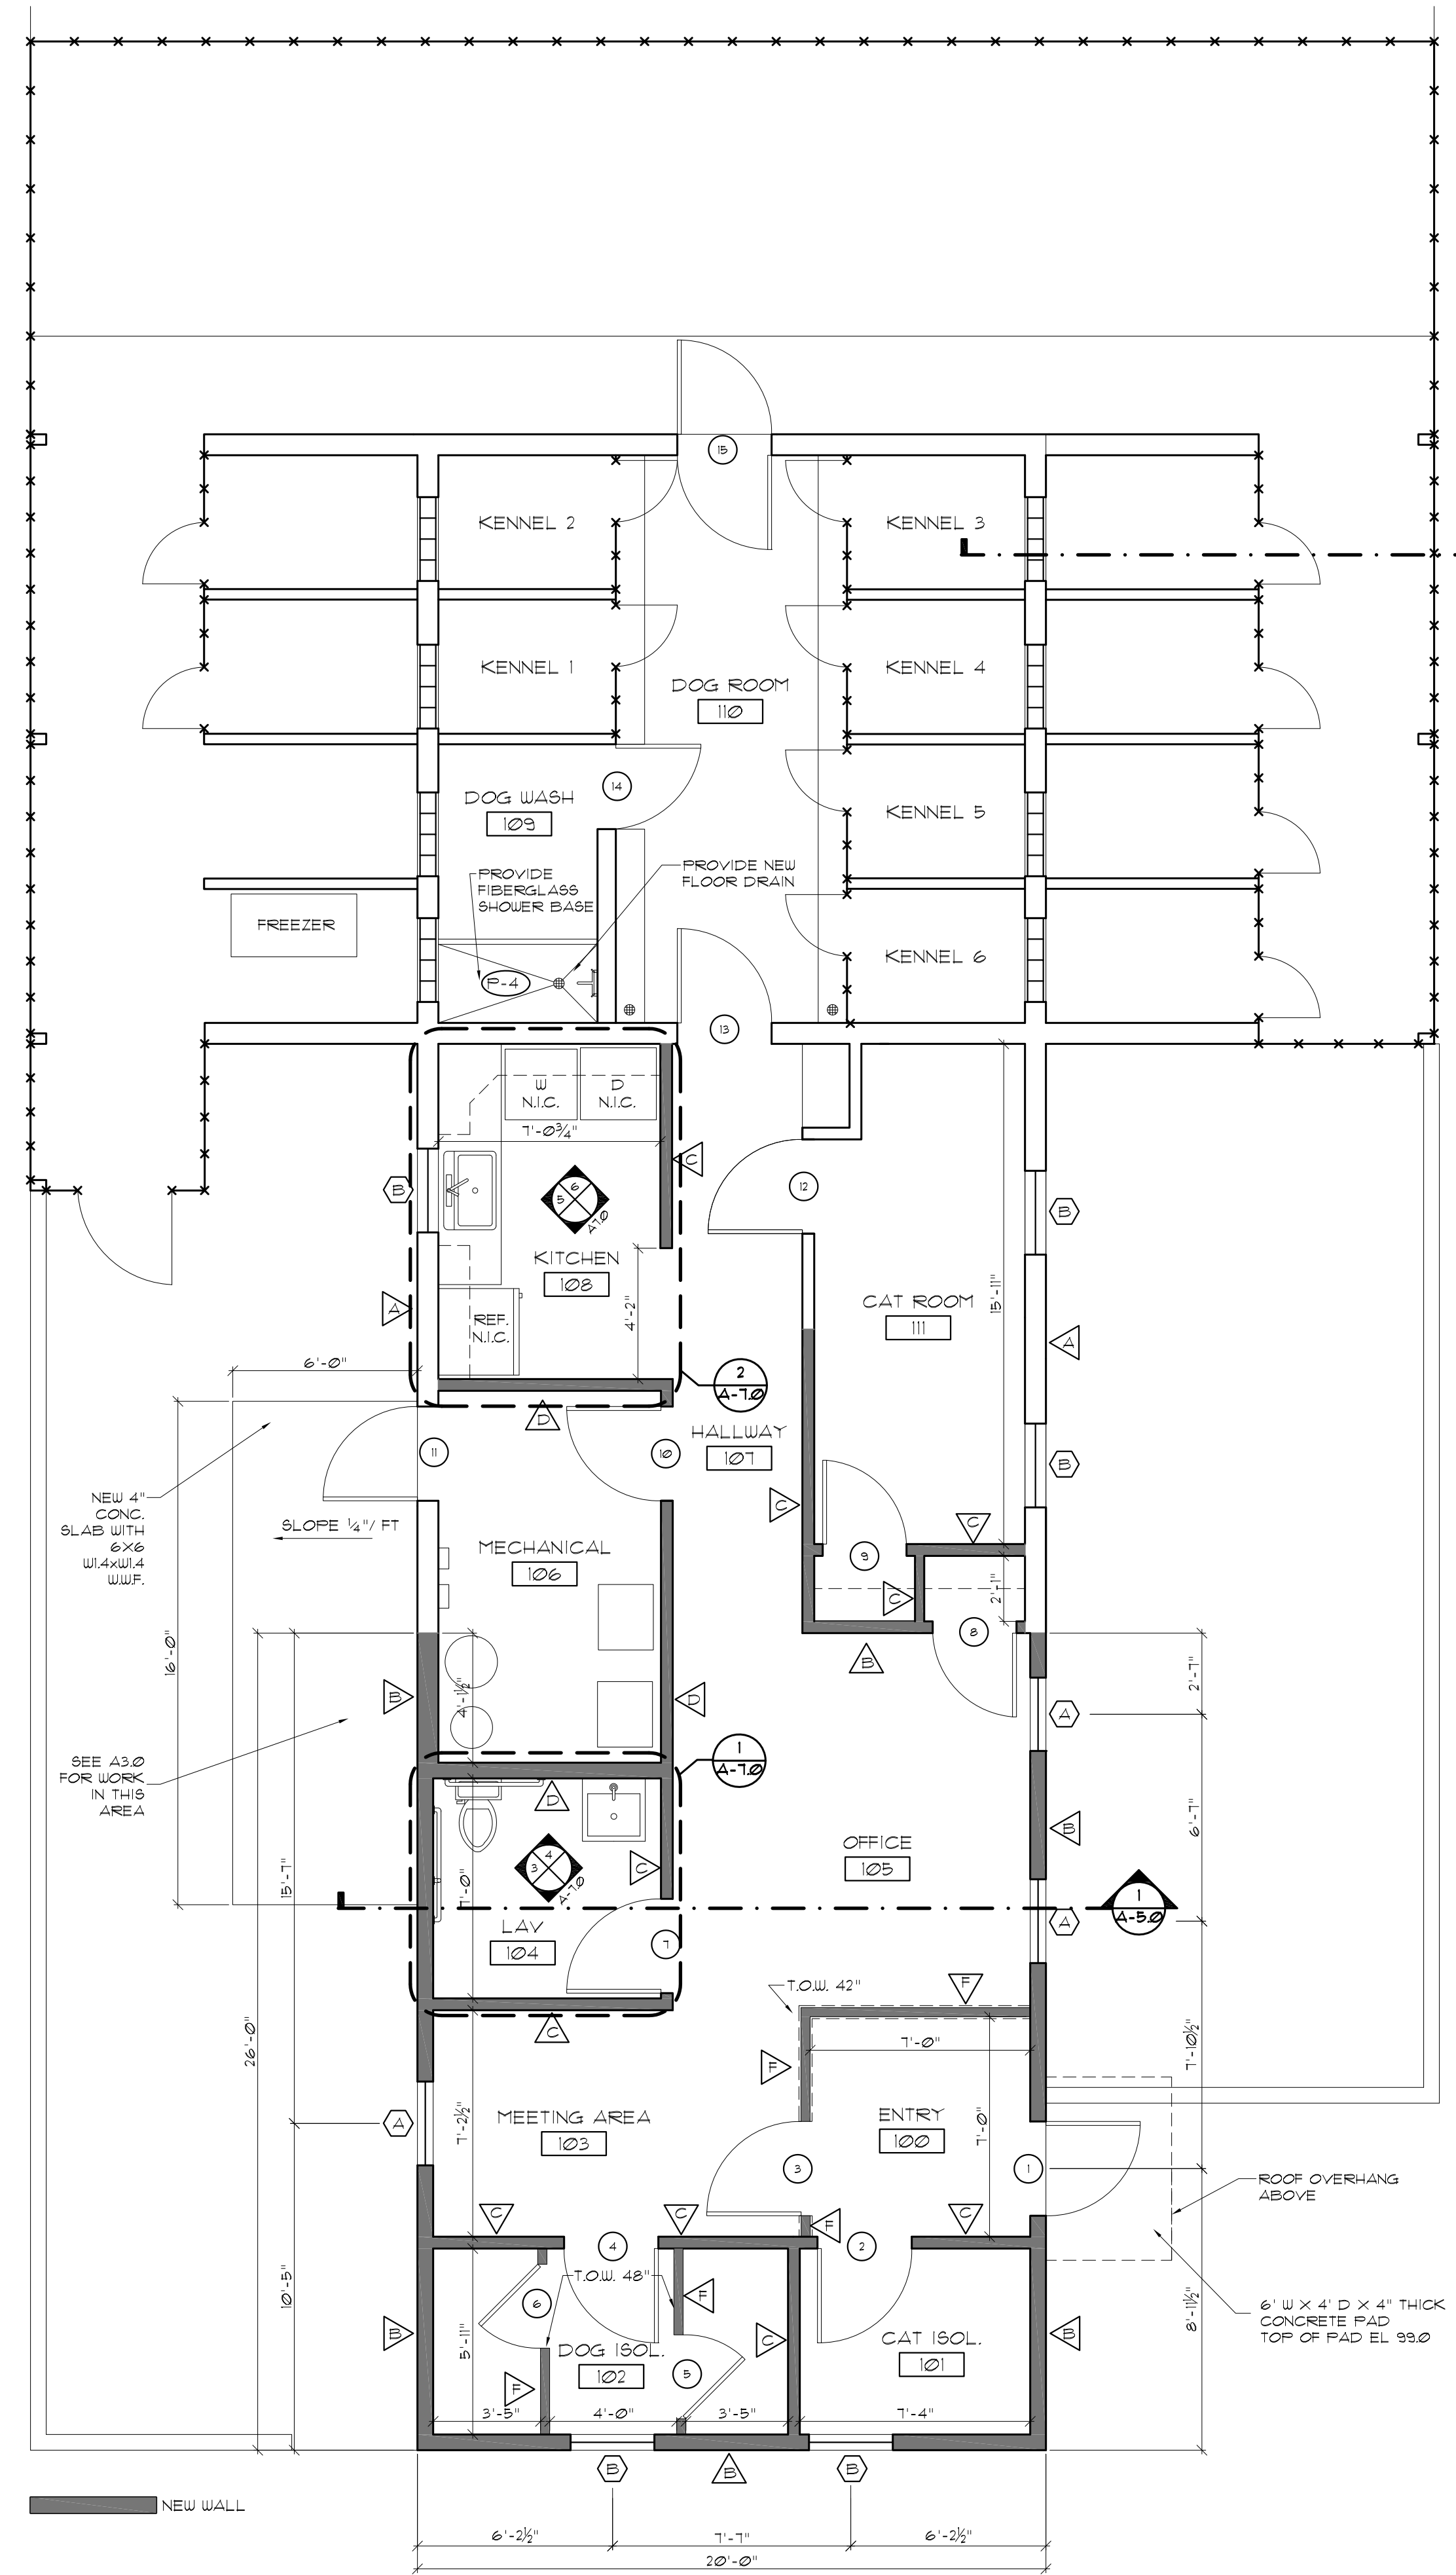 15
KENNEL 2
KENNEL 3
KENNEL 1
KENNEL 4
DOG ROOM
110
14
DOG WASH
109
KENNEL 5
PROVIDE
FIBERGLASS
SHOWER BASE
PROVIDE NEW
FLOOR DRAIN
FREEZER
KENNEL 6
P-4
13
W
N.I.C.
D
N.I.C.
7'-0¾"
C
B
5
6
A7.0
12
B
KITCHEN
108
A
REF.
N.I.C.
4'-2"
CAT ROOM
111
15'-11"
A
6'-0"
2
A-7.0
D
HALLWAY
107
11
10
B
NEW 4"
CONC.
SLAB WITH
6X6
W1.4xW1.4
W.W.F.
SLOPE ¼"/ FT
C
C
MECHANICAL
106
9
C
2'-1"
8
16'-0"
B
4'-1½"
B
D
2'-7"
A
SEE A3.0
FOR WORK
IN THIS
AREA
1
A-7.0
D
6'-7"
B
OFFICE
105
3
4
A-7.0
C
7'-0"
15'-7"
1
A-5.0
A
LAV
104
7
T.O.W. 42"
F
C
26'-0"
7'-0"
F
7'-10½"
A
7'-2½"
MEETING AREA
103
ENTRY
100
7'-0"
3
1
ROOF OVERHANG
ABOVE
C
C
F
C
4
2
10'-5"
T.O.W. 48"
6
F
B
5'-11"
DOG ISOL.
102
C
CAT ISOL.
101
B
6' W X 4' D X 4" THICK
CONCRETE PAD
TOP OF PAD EL 99.0
8'-11½"
5
F
3'-5"
4'-0"
3'-5"
7'-4"
B
B
B
NEW WALL
6'-2½"
7'-7"
6'-2½"
20'-0"